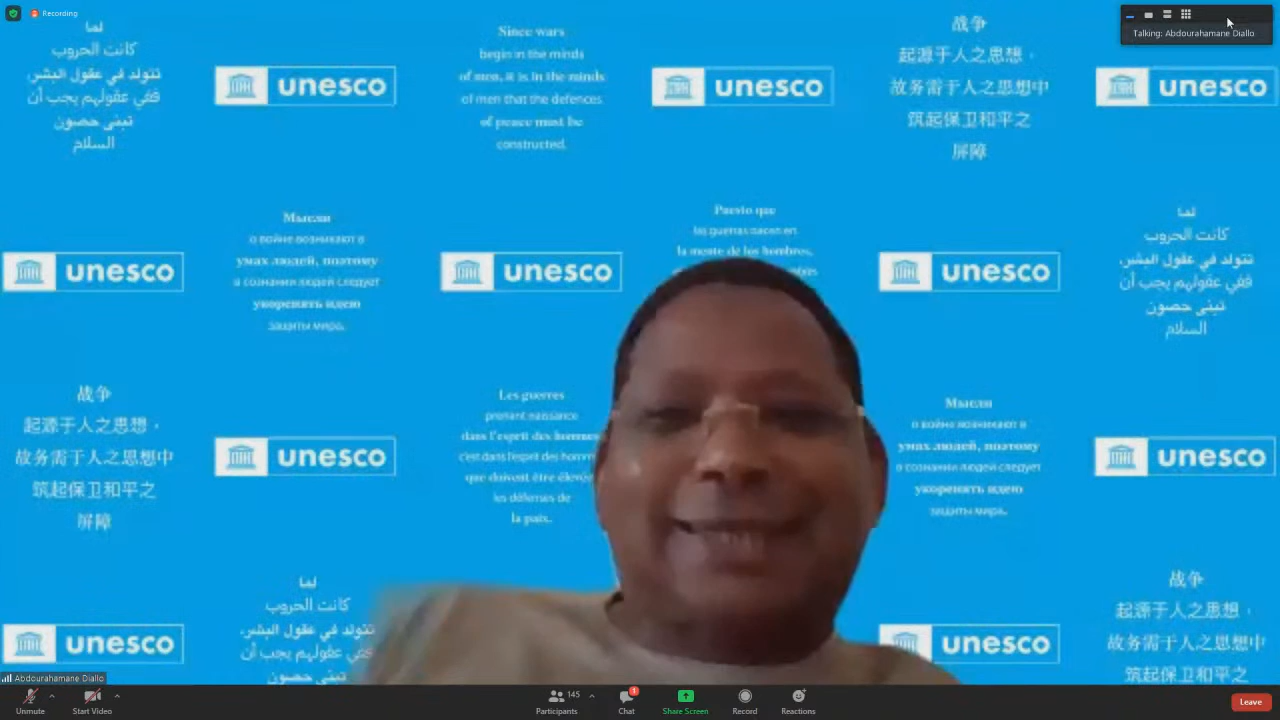 Recording
Talking: Abdourahamane Diallo
لما
كانت الحروب
تتولد في عقول البشر،
ففي عقولهم يجب أن
تبنى حصون
السلام
unesco
Since wars
begin in the minds
of men, it is in the minds
of men that the defences
of peace must be
constructed.
unesco
战争
起源于人之思想，
故务需于人之思想中
筑起保卫和平之
屏障
unesco
unesco
Мысли
о войне возникают в
умах людей, поэтому
в сознании людей следует
укоренять идею
защиты мира.
unesco
Puesto que
las guerras nacen en
la mente de los hombres,
unesco
لما
كانت الحروب
تتولد في عقول البشر،
ففي عقولهم يجب أن
تبنى حصون
السلام
战争
起源于人之思想，
故务需于人之思想中
筑起保卫和平之
屏障
unesco
Les guerres
prenant naissance
dans l'esprit des hommes
c'est dans l'esprit des
que doivent être
les défenses de
la paix.
Мысли
о войне возникают в
умах людей, поэтому
в сознании людей следует
укоренять идею
защиты мира.
unesco
unesco
لما
كانت الحروب
تتولد في عقول البشر،
ففي عقولهم يجب أن
unesco
战争
起源于人之思想，
故务需于人之思想中
筑起保卫和平之
Abdourahamane Diallo
Unmute
Start Video
Participants
145
Chat
1
Share Screen
Record
Reactions
Leave